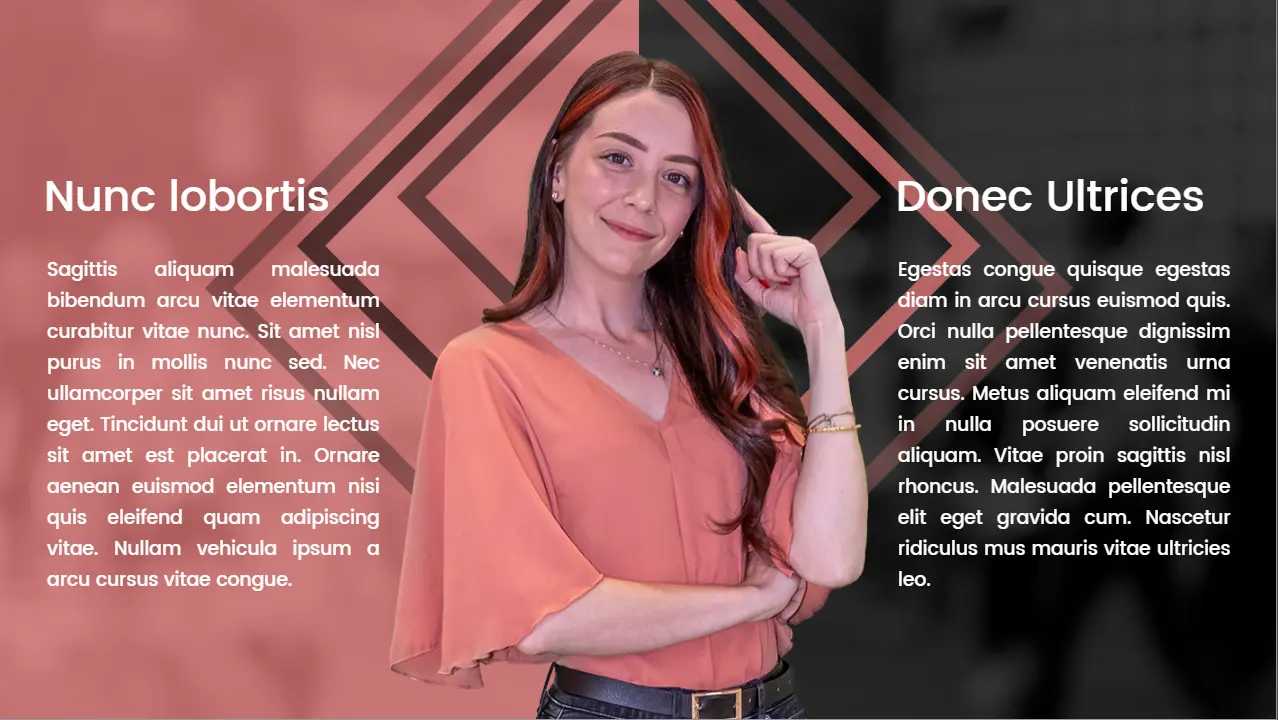 Nunc lobortis
Sagittis aliquam malesuada
bibendum arcu vitae elementum
curabitur vitae nunc. Sit amet nisl
purus in mollis nunc sed. Nec
ullamcorper sit amet risus nullam
eget. Tincidunt dui ut ornare lectus
sit amet est placerat in. Ornare
aenean euismod elementum nisi
quis eleifend quam adipiscing
vitae. Nullam vehicula ipsum a
arcu cursus vitae congue.
Donec Ultrices
Egestas congue quisque egestas
diam in arcu cursus euismod quis.
Orci nulla pellentesque dignissim
enim sit amet venenatis urna
cursus. Metus aliquam eleifend mi
in nulla posuere sollicitudin
aliquam. Vitae proin sagittis nisl
rhoncus. Malesuada pellentesque
elit eget gravida cum. Nascetur
ridiculus mus mauris vitae ultricies
leo.